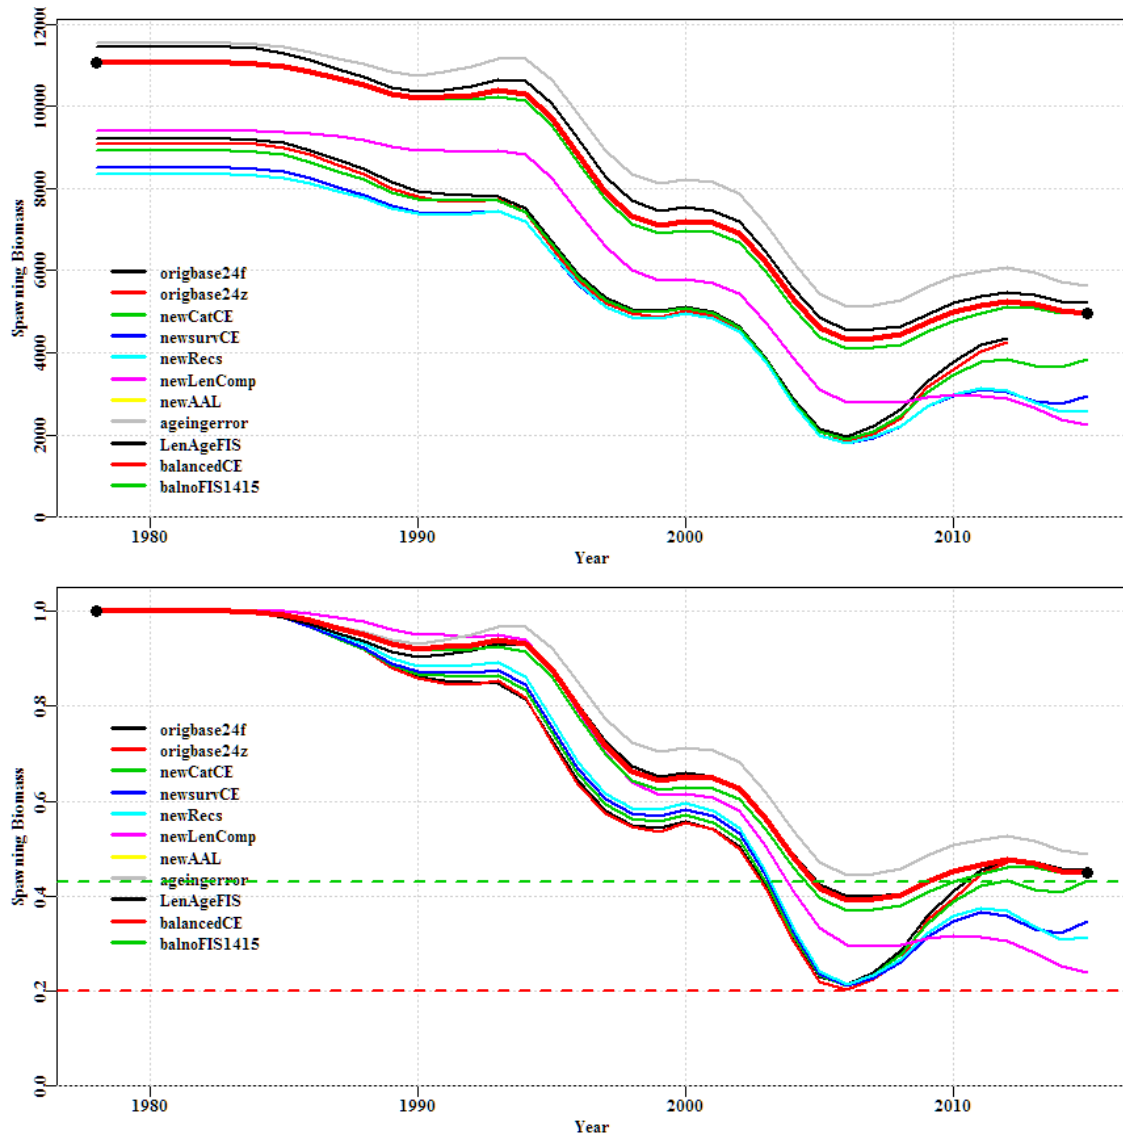 12000
10000
8000
6000
4000
2000
0
Spawning Biomass
origbase24f
origbase24z
newCatCE
newsurvCE
newRecs
newLenComp
newAAL
ageingerror
LenAgeFIS
balancedCE
balnoFIS1415
1980 1990 2000 2010
Year
1.0
0.8
0.6
0.4
0.2
0.0
Spawning Biomass
origbase24f
origbase24z
newCatCE
newsurvCE
newRecs
newLenComp
newAAL
ageingerror
LenAgeFIS
balancedCE
balnoFIS1415
1980 1990 2000 2010
Year